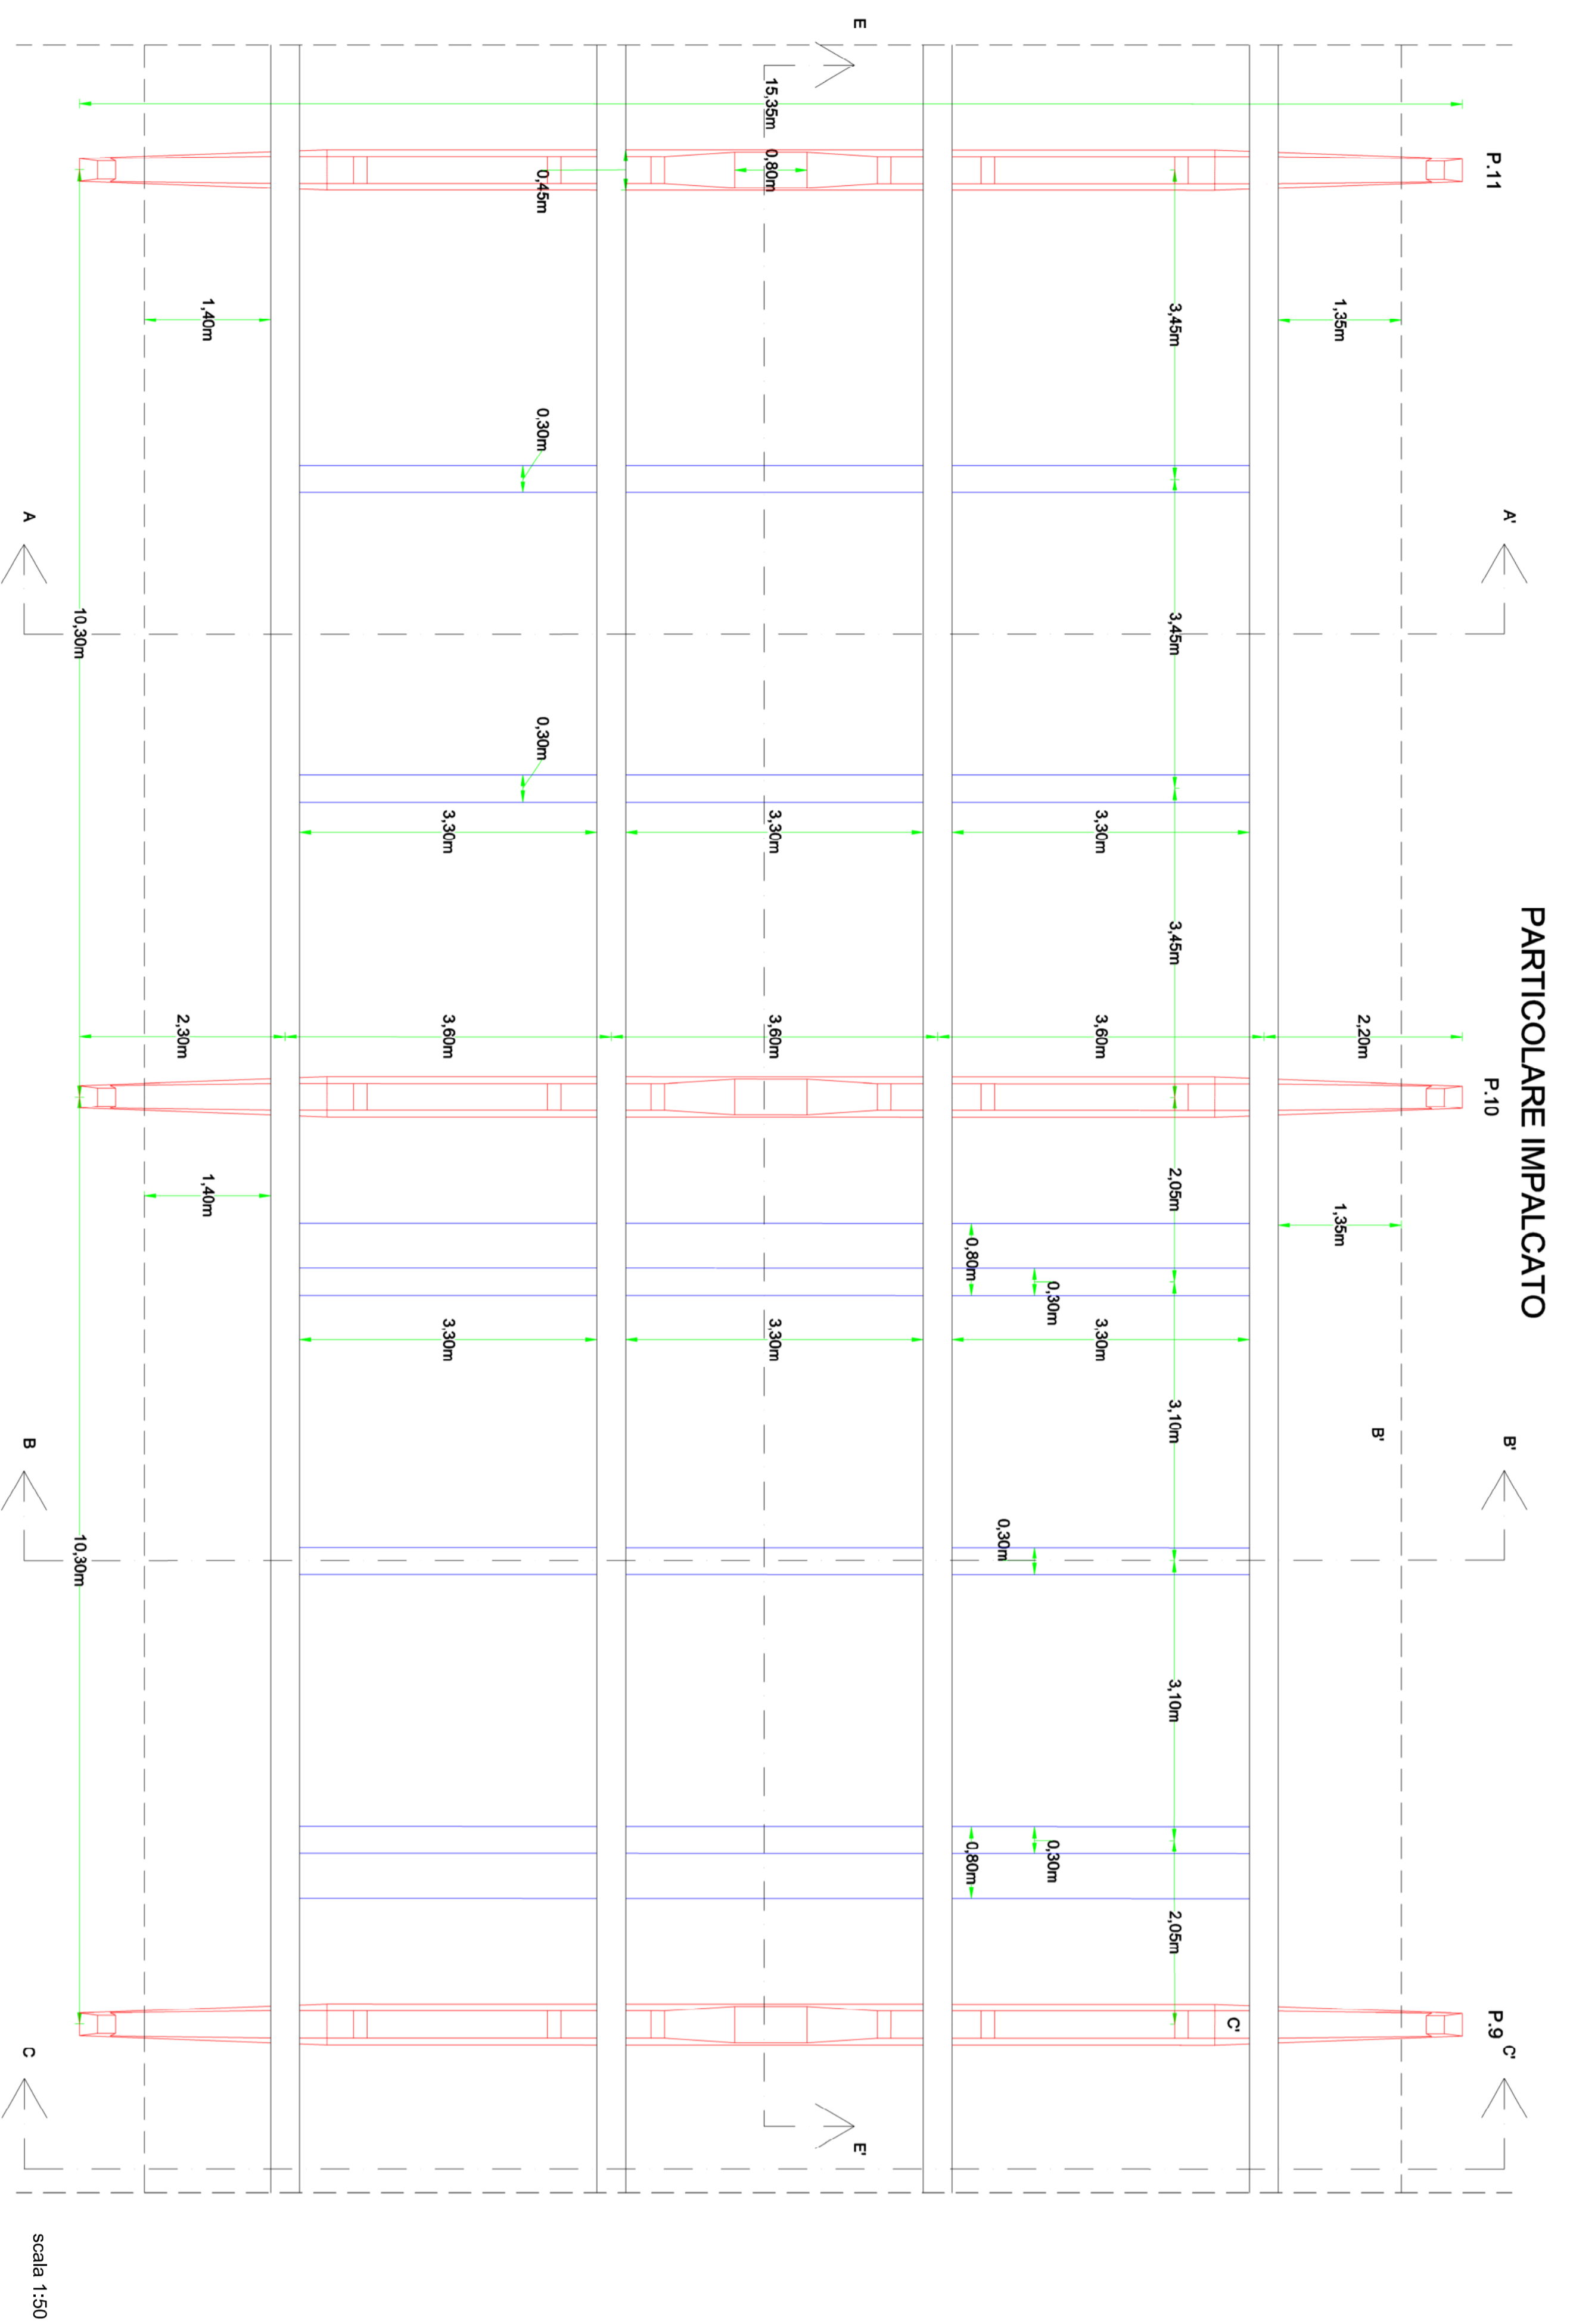 PARTICOLARE IMPALCATO
P.11
P.10
P.9
C'
A'
B'
B'
1,35m
1,35m
2,20m
3,45m
3,45m
3,45m
2,05m
3,10m
3,10m
2,05m
C'
3,30m
3,60m
3,30m
0,30m
0,30m
0,30m
0,80m
0,80m
E
E'
15,35m
0,80m
3,30m
3,60m
3,30m
0,45m
0,30m
0,30m
3,30m
3,60m
3,30m
1,40m
2,30m
1,40m
10,30m
10,30m
A
B
C
scala 1:50